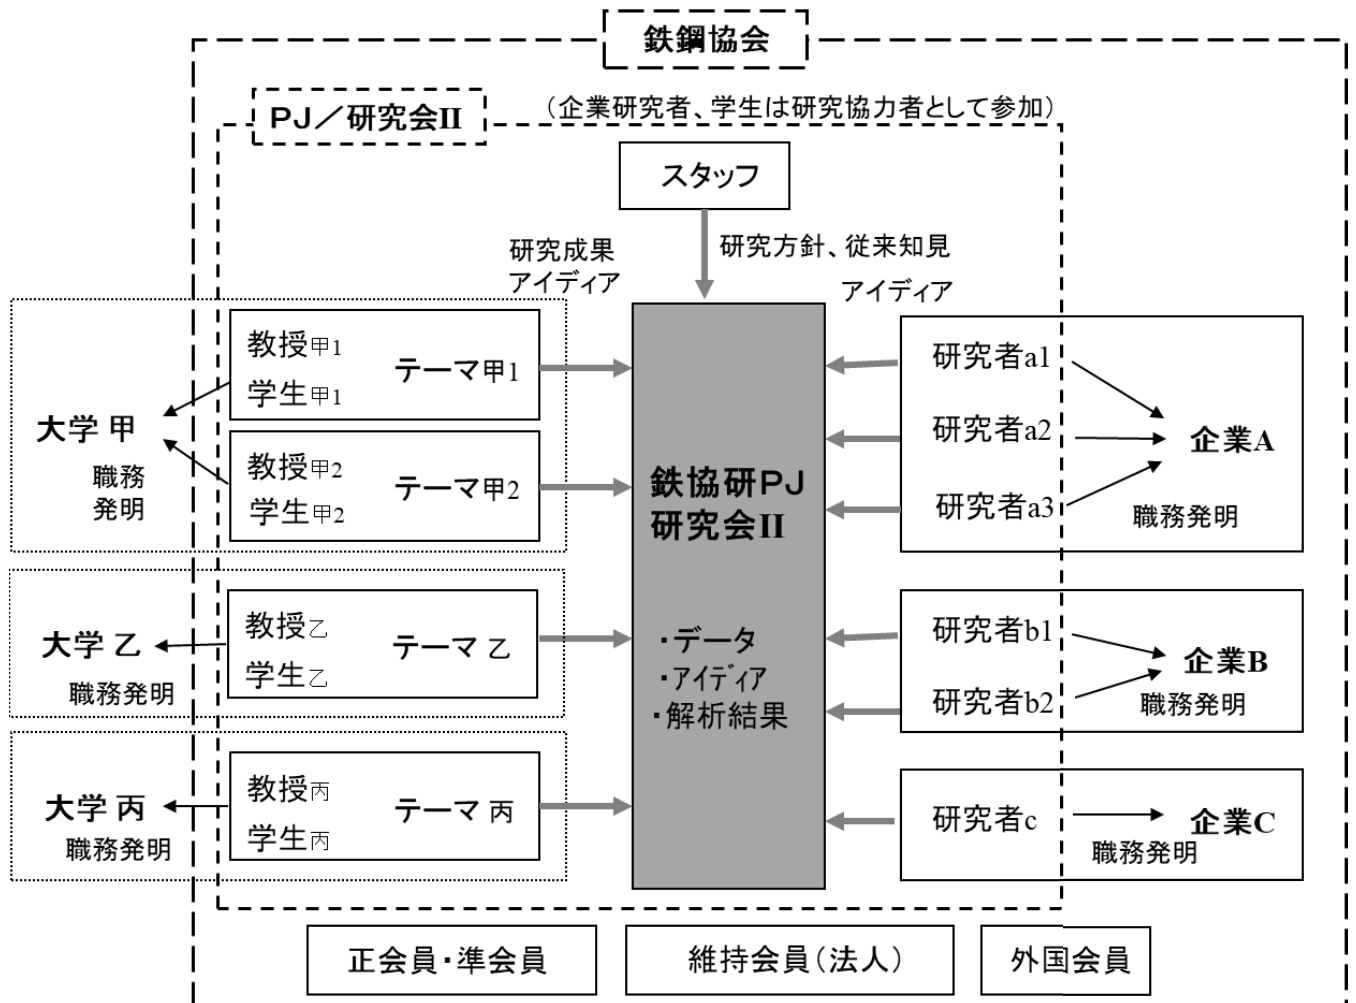 鉄鋼協会
PJ／研究会II
（企業研究者、学生は研究協力者として参加）
スタッフ
研究成果
アイディア
研究方針、従来知見
アイディア
教授甲1
学生甲1
テーマ甲1
教授甲2
学生甲2
テーマ甲2
大学 甲
職務
発明
教授乙
学生乙
テーマ 乙
大学 乙
職務発明
教授丙
学生丙
テーマ 丙
大学 丙
職務発明
鉄協研PJ
研究会II
・データ
・アイディア
・解析結果
研究者a1
研究者a2
研究者a3
企業A
職務発明
研究者b1
研究者b2
企業B
職務発明
研究者c
企業C
職務発明
正会員・準会員
維持会員（法人）
外国会員